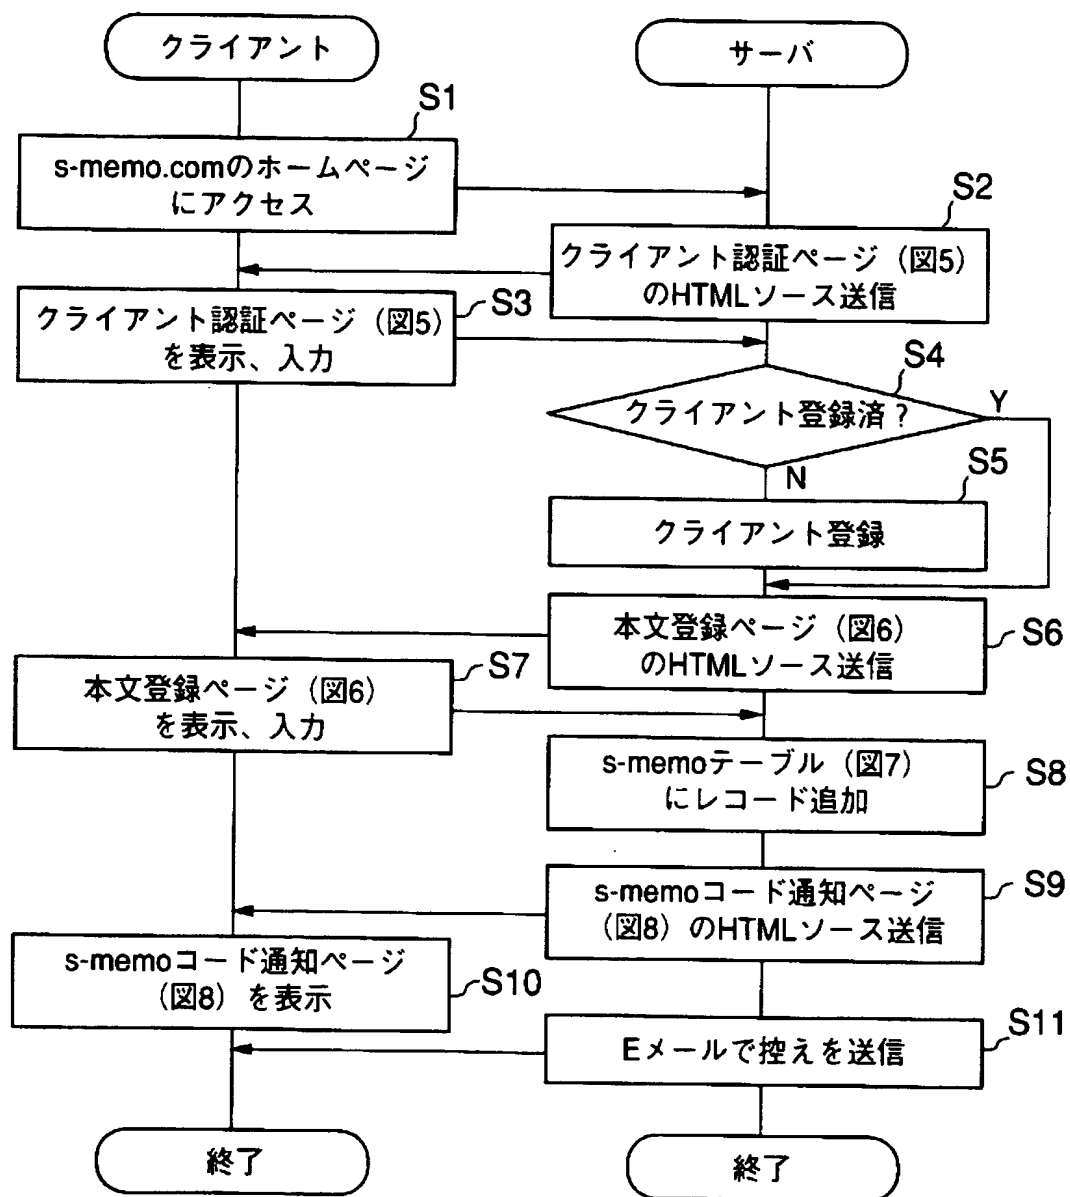 クライアント
サーバ
S1
s-memo.comのホームページ
にアクセス
S2
クライアント認証ページ（図5）
のHTMLソース送信
S3
クライアント認証ページ（図5）
を表示、入力
S4
クライアント登録済？
Y
N
S5
クライアント登録
本文登録ページ（図6）
のHTMLソース送信
S6
S7
本文登録ページ（図6）
を表示、入力
s-memoテーブル（図7）
にレコード追加
S8
s-memoコード通知ページ
（図8）のHTMLソース送信
S9
s-memoコード通知ページ
（図8）を表示
S10
Eメールで控えを送信
S11
終了
終了